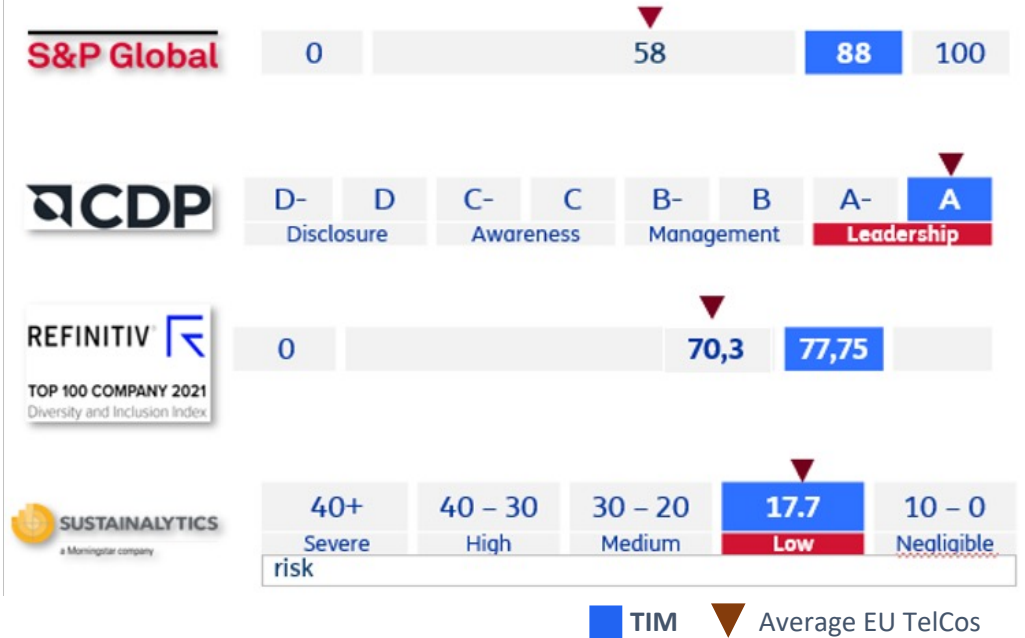 S&P Global 0 58 88 100
CDP D- D C- C B- B A- A
Disclosure Awareness Management Leadership
REFINITIV
TOP 100 COMPANY 2021
Diversity and Inclusion Index
0 70,3 77,75
SUSTAINALYTICS
a Morningstar company
40+ 40 – 30 30 – 20 17.7 10 – 0
Severe High Medium Low Negligible
risk
TIM Average EU TelCos